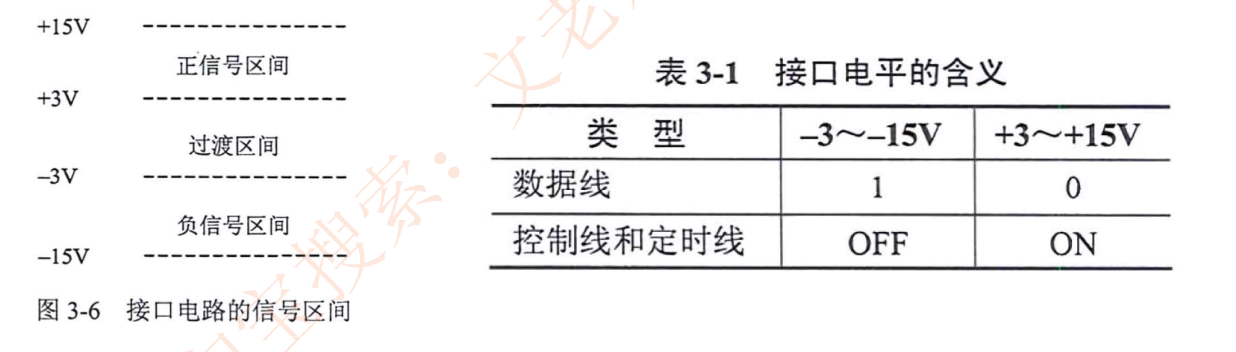 +15V
正信号区间
+3V
过渡区间
–3V
负信号区间
–15V
图 3-6 接口电路的信号区间
表 3-1 接口电平的含义
类 型 –3～–15V +3～+15V
数据线 1 0
控制线和定时线 OFF ON
淘宝搜索：文老